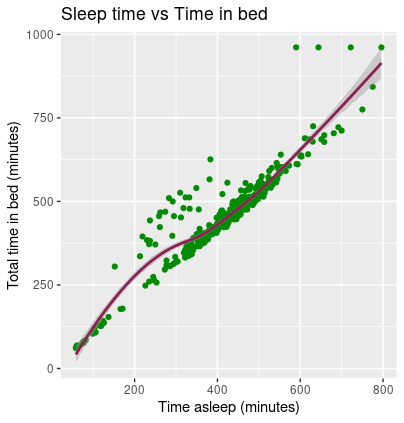 Sleep time vs Time in bed
Total time in bed (minutes)
1000
750
500
250
0
200 400 600 800
Time asleep (minutes)